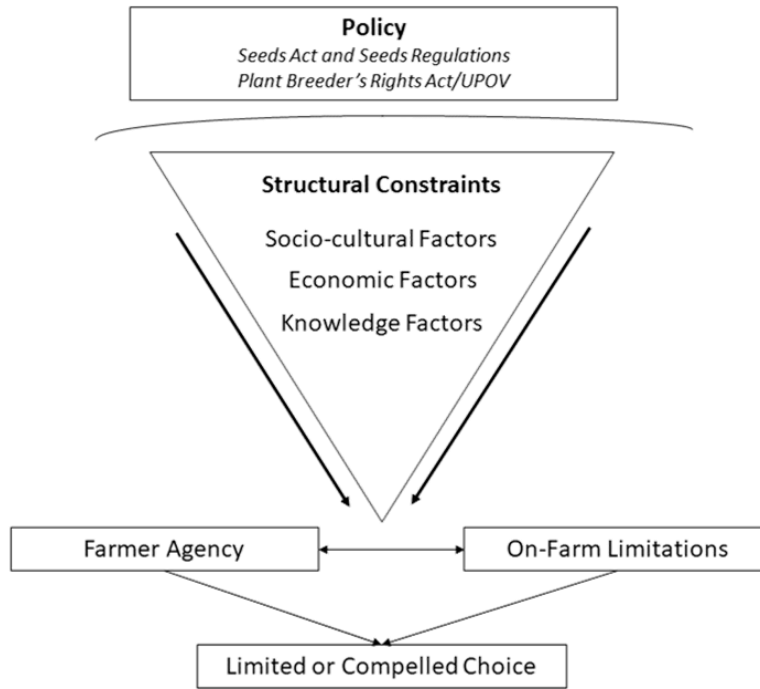 Policy
Seeds Act and Seeds Regulations
Plant Breeder’s Rights Act/UPOV
Structural Constraints
Socio-cultural Factors
Economic Factors
Knowledge Factors
Farmer Agency
On-Farm Limitations
Limited or Compelled Choice